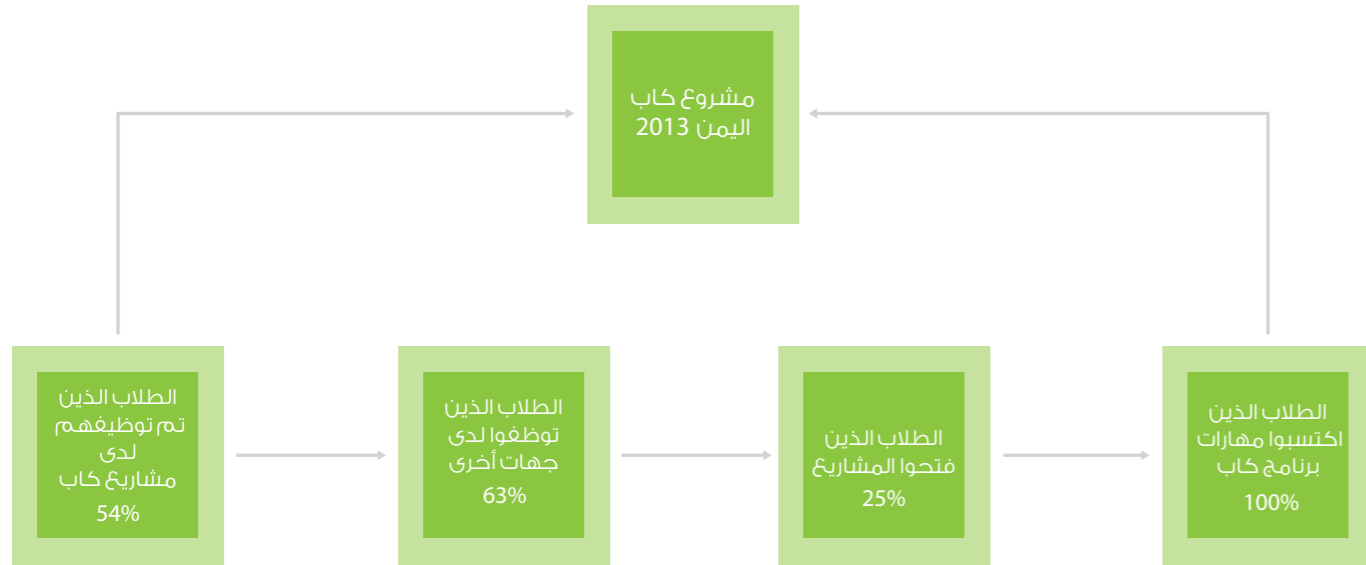 مشروع كاب
اليمن 2013
الطلاب الذين
اكتسبوا مهارات
برنامج كاب
100%
الطلاب الذين
فتحوا المشاريع
25%
الطلاب الذين
توظفوا لدى
جهات أخرى
63%
الطلاب الذين
تم توظيفهم
لدى
مشاريع كاب
54%